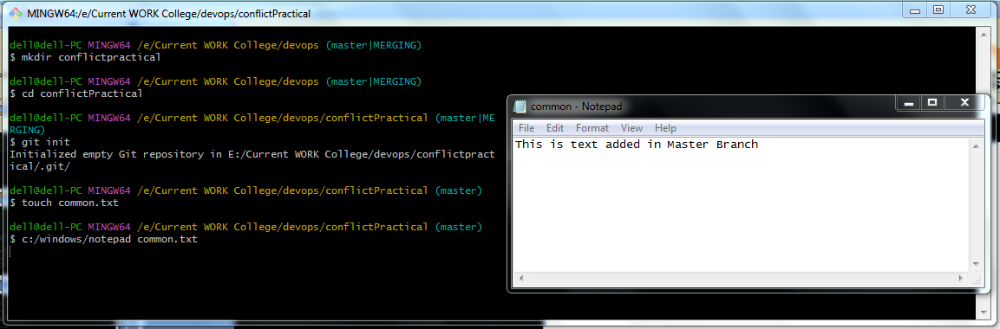 MINGW64:/e/Current WORK College/devops/conflictPractical
dell@dell-PC MINGW64 /e/Current WORK College/devops (master|MERGING)
$ mkdir conflictpractical
dell@dell-PC MINGW64 /e/Current WORK College/devops (master|MERGING)
$ cd conflictPractical
dell@dell-PC MINGW64 /e/Current WORK College/devops/conflictPractical (master|ME
RGING)
$ git init
Initialized empty Git repository in E:/Current WORK College/devops/conflictpract
ical/.git/
dell@dell-PC MINGW64 /e/Current WORK College/devops/conflictPractical (master)
$ touch common.txt
dell@dell-PC MINGW64 /e/Current WORK College/devops/conflictPractical (master)
$ c:/windows/notepad common.txt
common - Notepad
File Edit Format View Help
This is text added in Master Branch